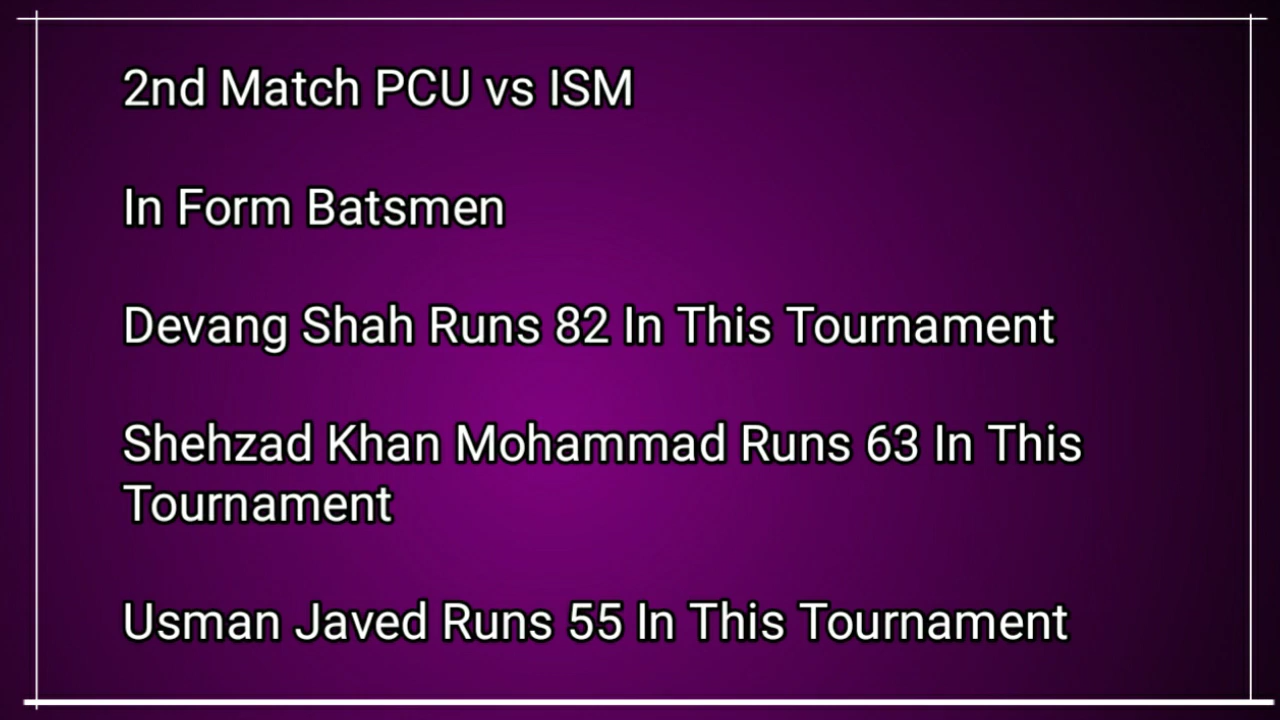 2nd Match PCU vs ISM
In Form Batsmen
Devang Shah Runs 82 In This Tournament
Shehzad Khan Mohammad Runs 63 In This
Tournament
Usman Javed Runs 55 In This Tournament